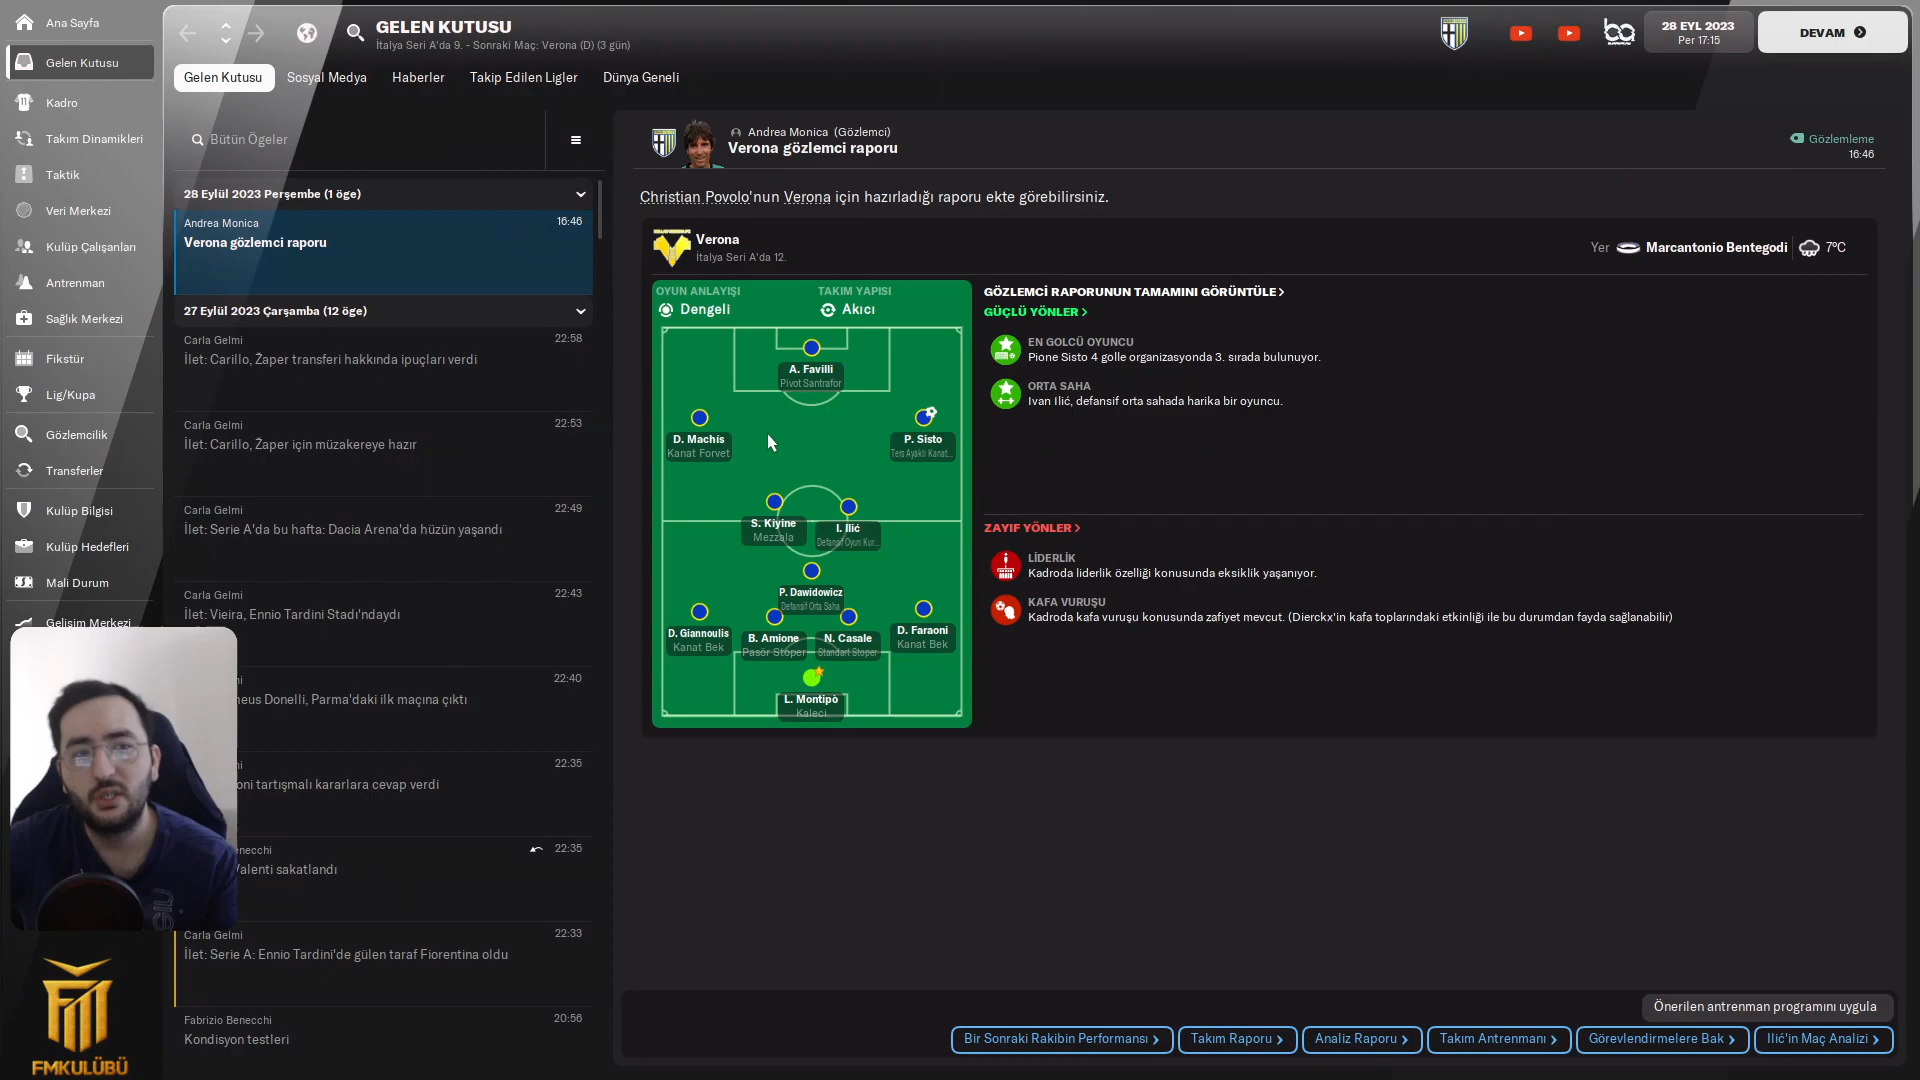 Ana Sayfa
Gelen Kutusu
Kadro
Takım Dinamikleri
Taktik
Veri Merkezi
Kulüp Çalışanları
Antrenman
Sağlık Merkezi
Fikstür
Lig/Kupa
Gözlemcilik
Transferler
Kulüp Bilgisi
Kulüp Hedefleri
Mali Durum
Gelişim Merkezi
FMKULÜBÜ
GELEN KUTUSU
İtalya Seri A'da 9. - Sonraki Maç: Verona (D) (3 gün)
28 EYL 2023
Per 17:15
DEVAM
Gelen Kutusu
Sosyal Medya
Haberler
Takip Edilen Ligler
Dünya Geneli
Bütün Ögeler
28 Eylül 2023 Perşembe (1 öge)
Andrea Monica
16:46
Verona gözlemci raporu
27 Eylül 2023 Çarşamba (12 öge)
Carla Gelmi
22:58
İlet: Carillo, Žaper transferi hakkında ipuçları verdi
Carla Gelmi
22:53
İlet: Carillo, Žaper için müzakereye hazır
Carla Gelmi
22:49
İlet: Serie A'da bu hafta: Dacia Arena'da hüzün yaşandı
Carla Gelmi
22:43
İlet: Vieira, Ennio Tardini Stadı'ndaydı
22:40
Donelli, Parma'daki ilk maçına çıktı
22:35
tartışmalı kararlara cevap verdi
22:35
Valenti sakatlandı
Carla Gelmi
22:33
İlet: Serie A: Ennio Tardini'de gülen taraf Fiorentina oldu
Fabrizio Benecchi
20:56
Kondisyon testleri
Andrea Monica (Gözlemci)
Verona gözlemci raporu
Gözlemleme
16:46
Christian Povolo'nun Verona için hazırladığı raporu ekte görebilirsiniz.
Verona
İtalya Seri A'da 12.
Yer Marcantonio Bentegodi 7°C
OYUN ANLAYIŞI
Dengeli
TAKIM YAPISI
Akıcı
A. Favilli
Pivot Santrafor
D. Machís
Kanat Forvet
P. Sisto
Ters Ayaklı Kanat...
S. Kiyine
Mezzala
I. Ilić
Defansif Oyun Kur...
P. Dawidowicz
Defansif Orta Saha
D. Giannoulis
Kanat Bek
B. Amione
Pasör Stoper
N. Casale
Standart Stoper
D. Faraoni
Kanat Bek
L. Montipò
Kaleci
GÖZLEMCİ RAPORUNUN TAMAMINI GÖRÜNTÜLE
GÜÇLÜ YÖNLER
EN GOLCÜ OYUNCU
Pione Sisto 4 golle organizasyonda 3. sırada bulunuyor.
ORTA SAHA
Ivan Ilić, defansif orta sahada harika bir oyuncu.
ZAYIF YÖNLER
LİDERLİK
Kadroda liderlik özelliği konusunda eksiklik yaşanıyor.
KAFA VURUŞU
Kadroda kafa vuruşu konusunda zafiyet mevcut. (Dierckx'in kafa toplarındaki etkinliği ile bu durumdan fayda sağlanabilir)
Önerilen antrenman programını uygula
Bir Sonraki Rakibin Performansı
Takım Raporu
Analiz Raporu
Takım Antrenmanı
Görevlendirmelere Bak
Ilić'in Maç Analizi